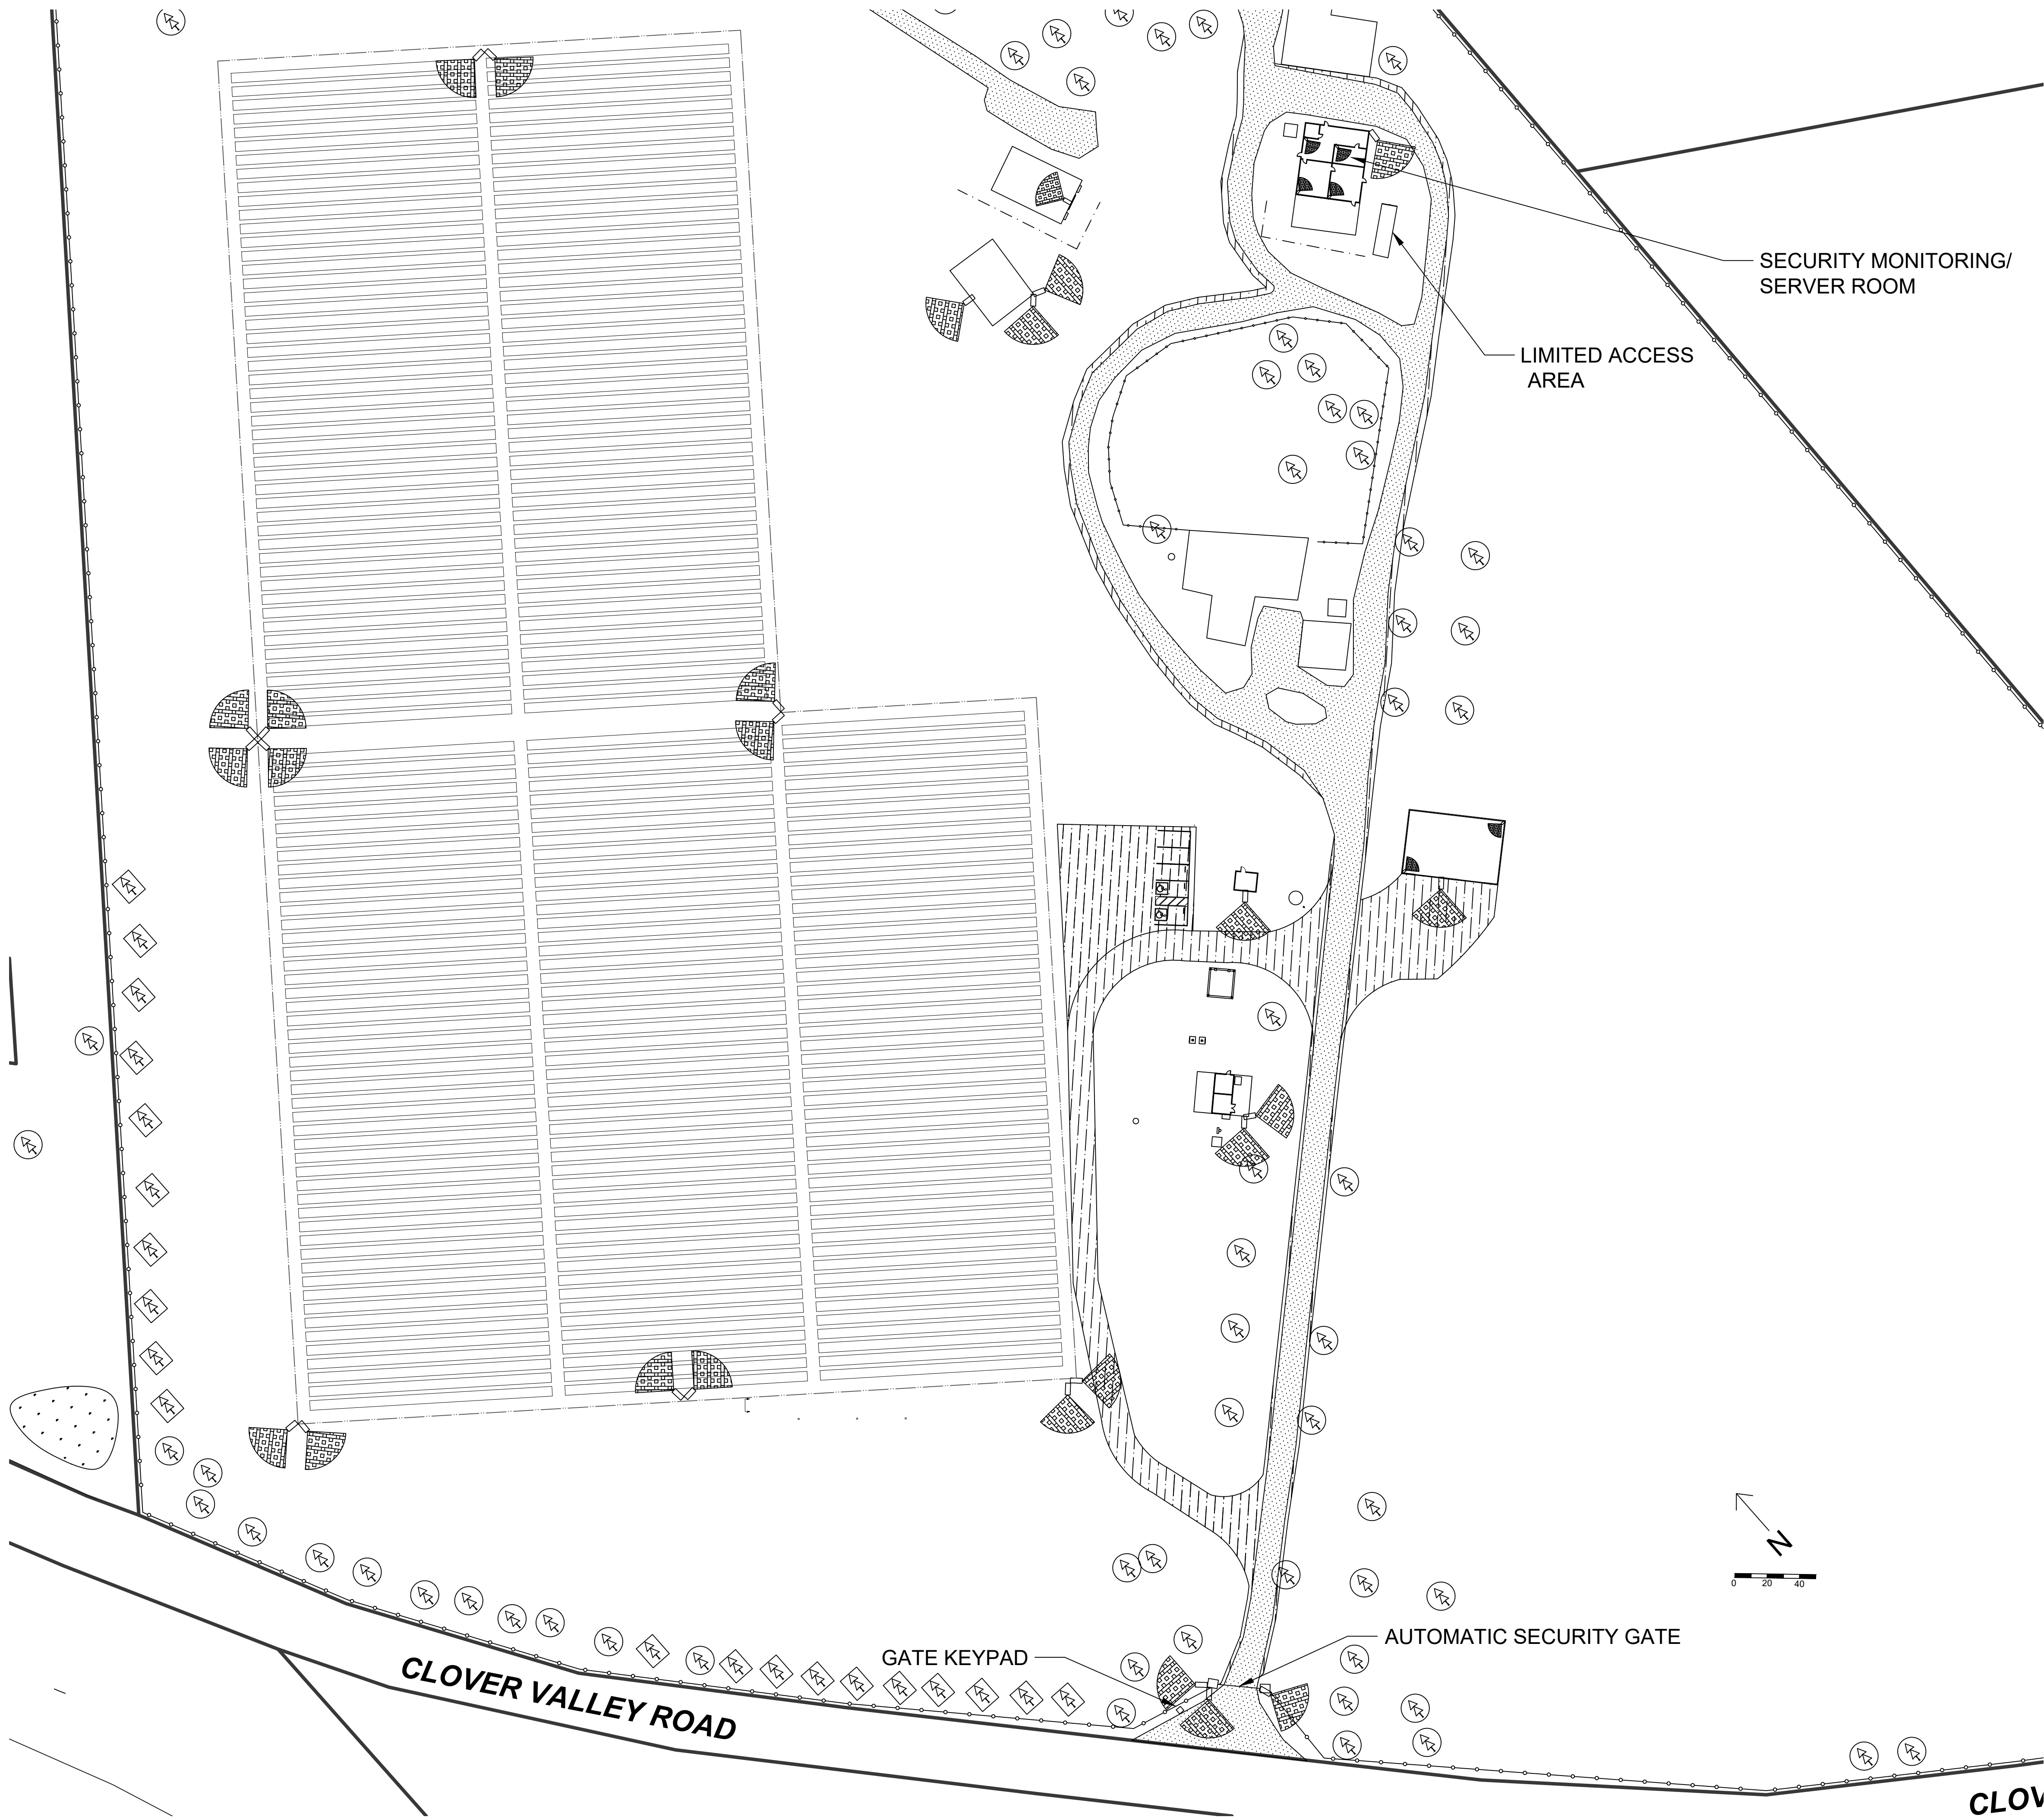 SECURITY MONITORING/
SERVER ROOM
LIMITED ACCESS
AREA
N
0 20 40
AUTOMATIC SECURITY GATE
GATE KEYPAD
CLOVER VALLEY ROAD
CLOV